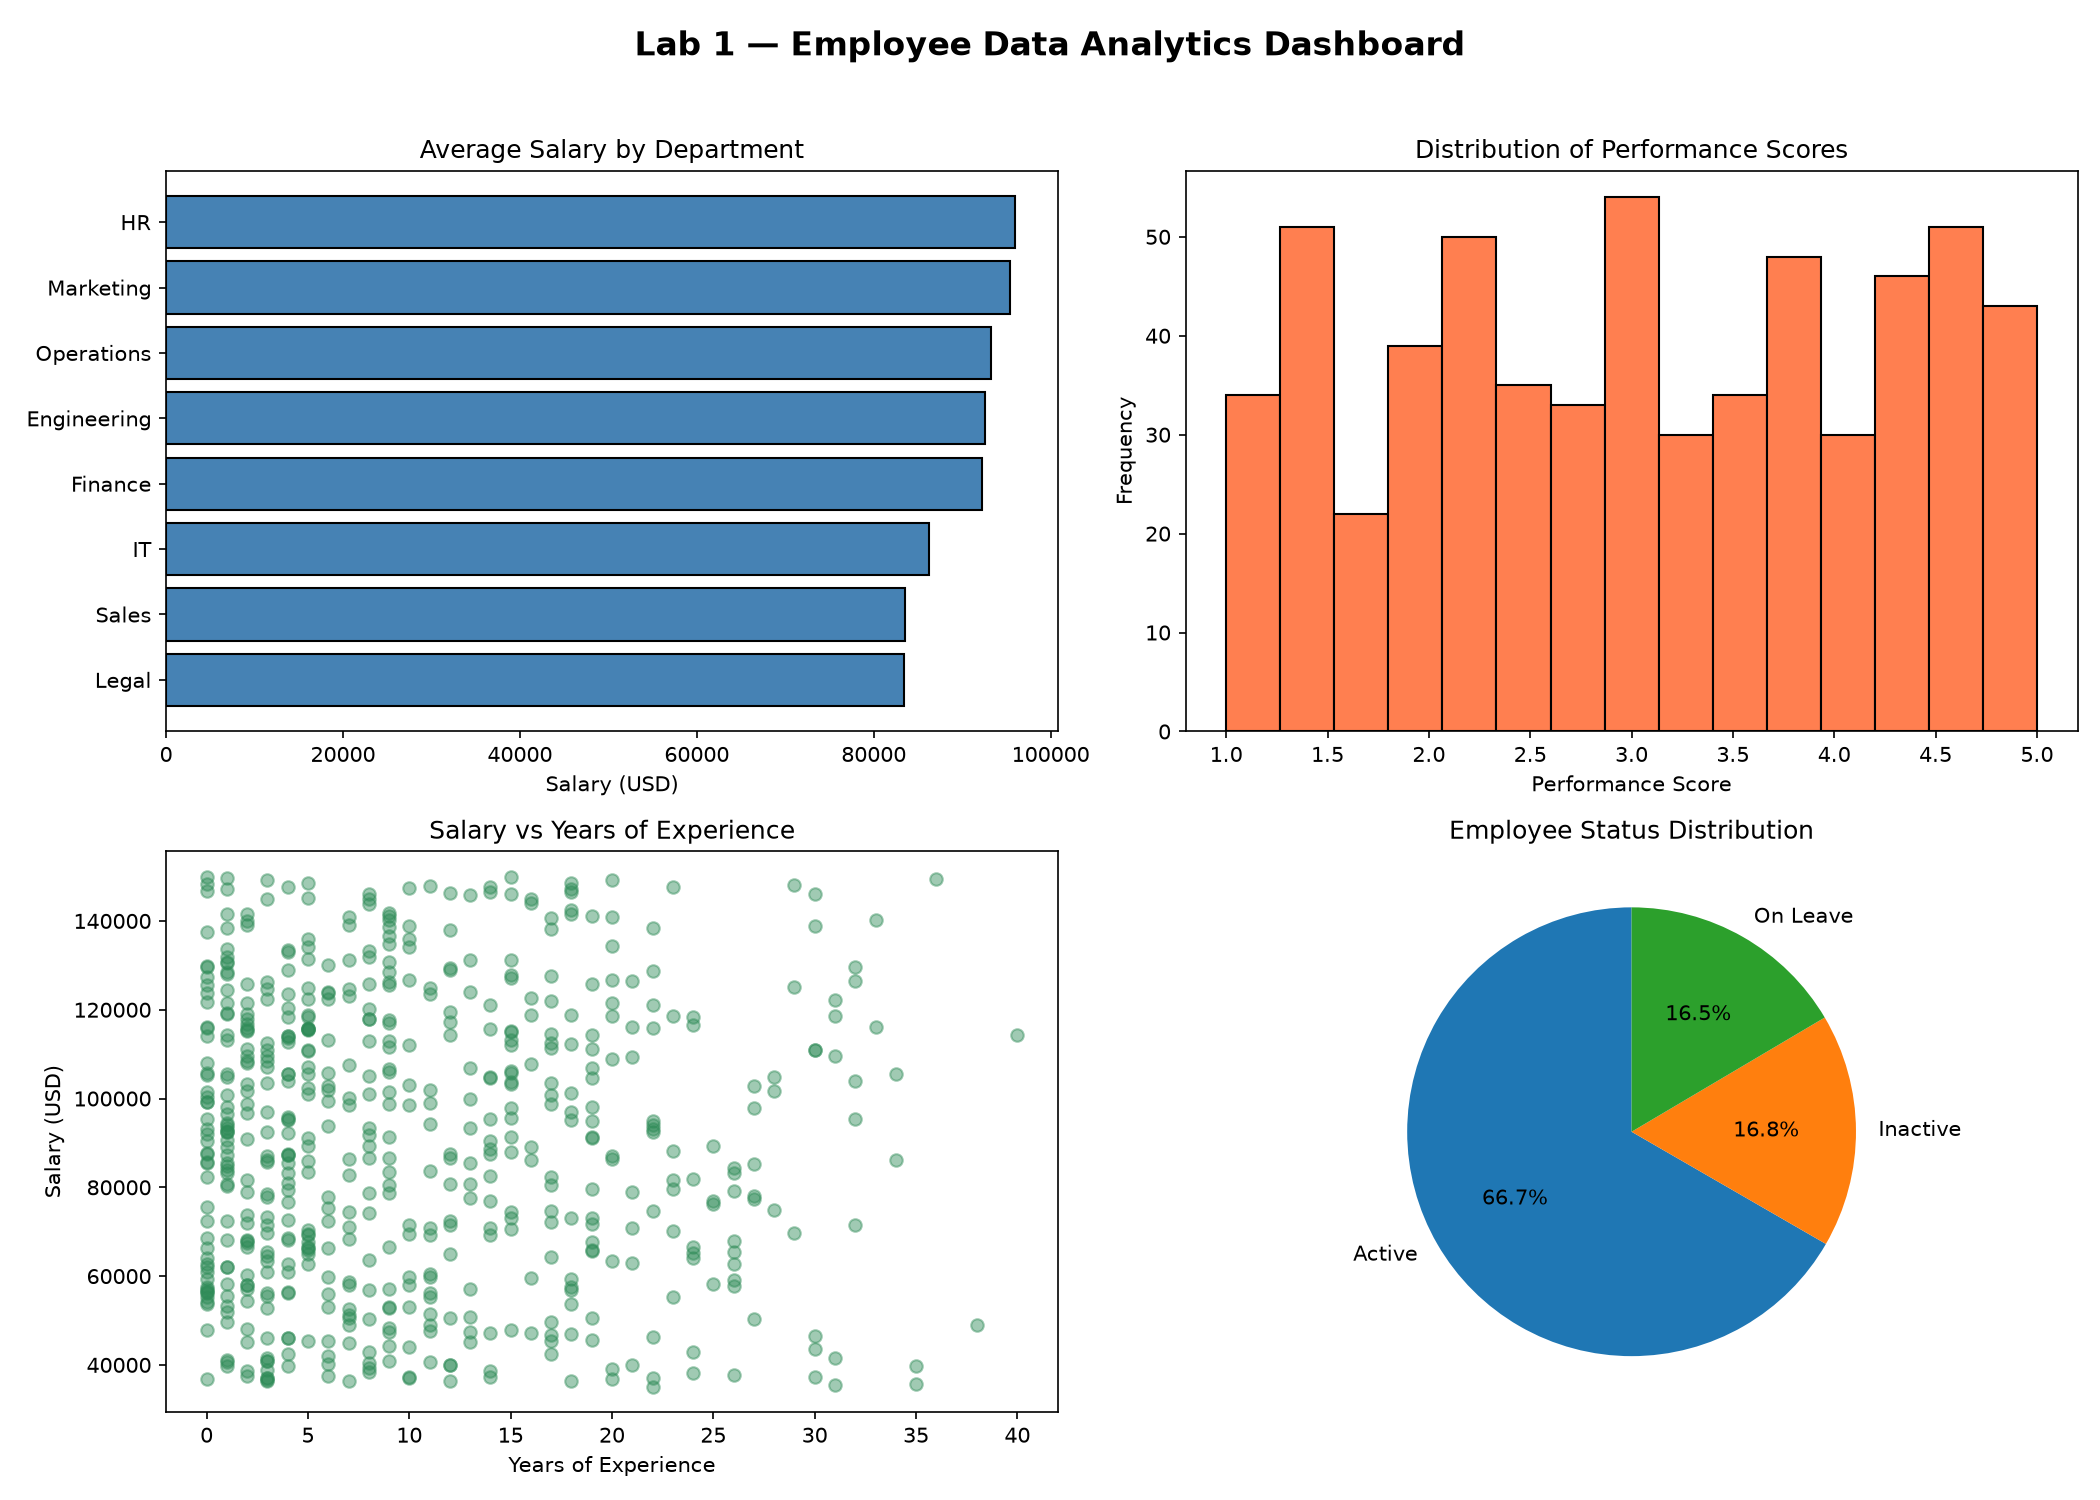 Lab 1 — Employee Data Analytics Dashboard
Average Salary by Department
HR
Marketing
Operations
Engineering
Finance
IT
Sales
Legal
0 20000 40000 60000 80000 100000
Salary (USD)
Distribution of Performance Scores
Frequency
50
40
30
20
10
0
1.0 1.5 2.0 2.5 3.0 3.5 4.0 4.5 5.0
Performance Score
Salary vs Years of Experience
Salary (USD)
140000
120000
100000
80000
60000
40000
0 5 10 15 20 25 30 35 40
Years of Experience
Employee Status Distribution
On Leave
16.5%
16.8%
Inactive
66.7%
Active